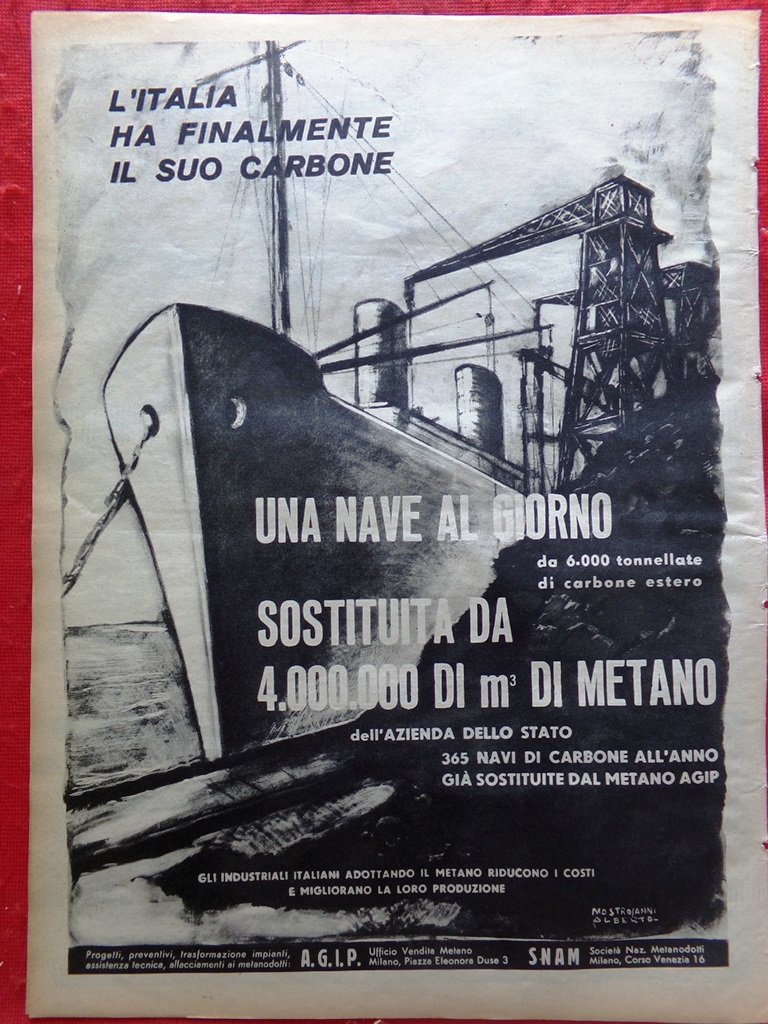 L'ITALIA
HA FINALMENTE
IL SUO CARBONE
UNA NAVE AL GIORNO
da 6.000 tonnellate
di carbone estero
SOSTITUITA DA
4.000.000 DI m³ DI METANO
dell'AZIENDA DELLO STATO
365 NAVI DI CARBONE ALL'ANNO
GIÀ SOSTITUITE DAL METANO AGIP
GLI INDUSTRIALI ITALIANI ADOTTANDO IL METANO RIDUCONO I COSTI
E MIGLIORANO LA LORO PRODUZIONE
MASTROJANNI
ALBERTO-
Progetti, preventivi, trasformazione impianti,
assistenza tecnica, allacciamenti ai metanodotti:
A.G.I.P.
Ufficio Vendita Metano
Milano, Piazza Eleonora Duse 3
SNAM
Società Naz. Metanodotti
Milano, Corso Venezia 16